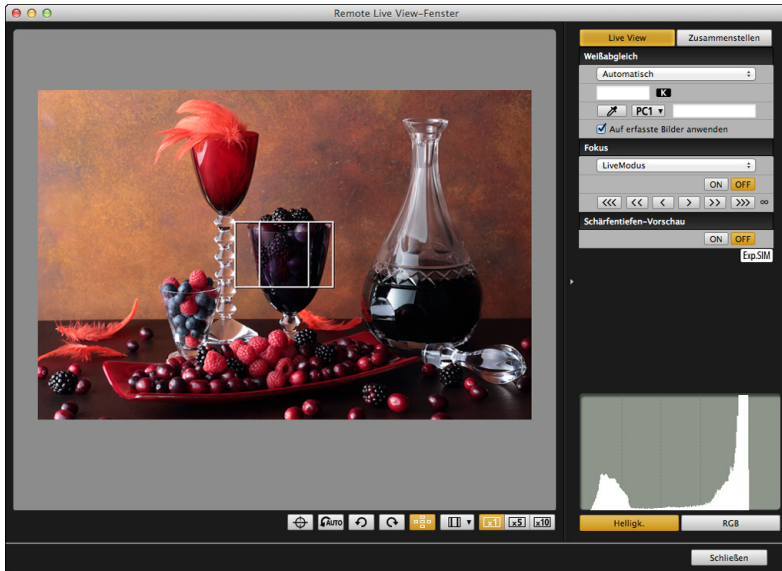 Remote Live View-Fenster
Live View Zusammenstellen
Weißabgleich
Automatisch
K
PC1
Auf erfasste Bilder anwenden
Fokus
LiveModus
ON OFF
<<< << < > >> >>> ∞
Schärfentiefen-Vorschau
ON OFF
Exp.SIM
AUTO x1 x5 x10
Helligk. RGB
Schließen